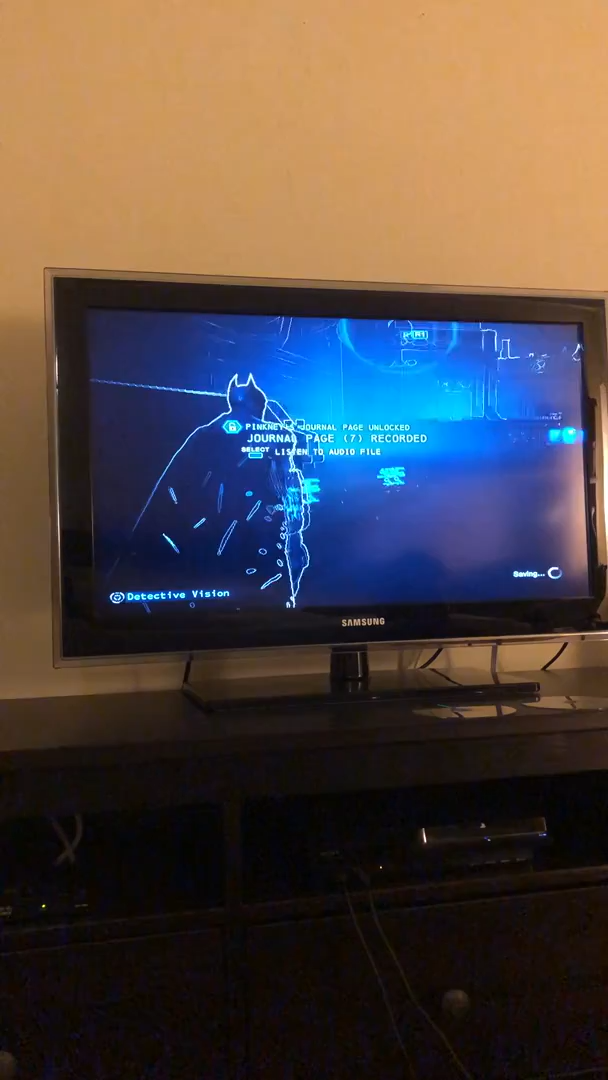 PINKNEY'S JOURNAL PAGE UNLOCKED
JOURNAL PAGE (7) RECORDED
SELECT LISTEN TO AUDIO FILE
Saving...
Detective Vision
SAMSUNG